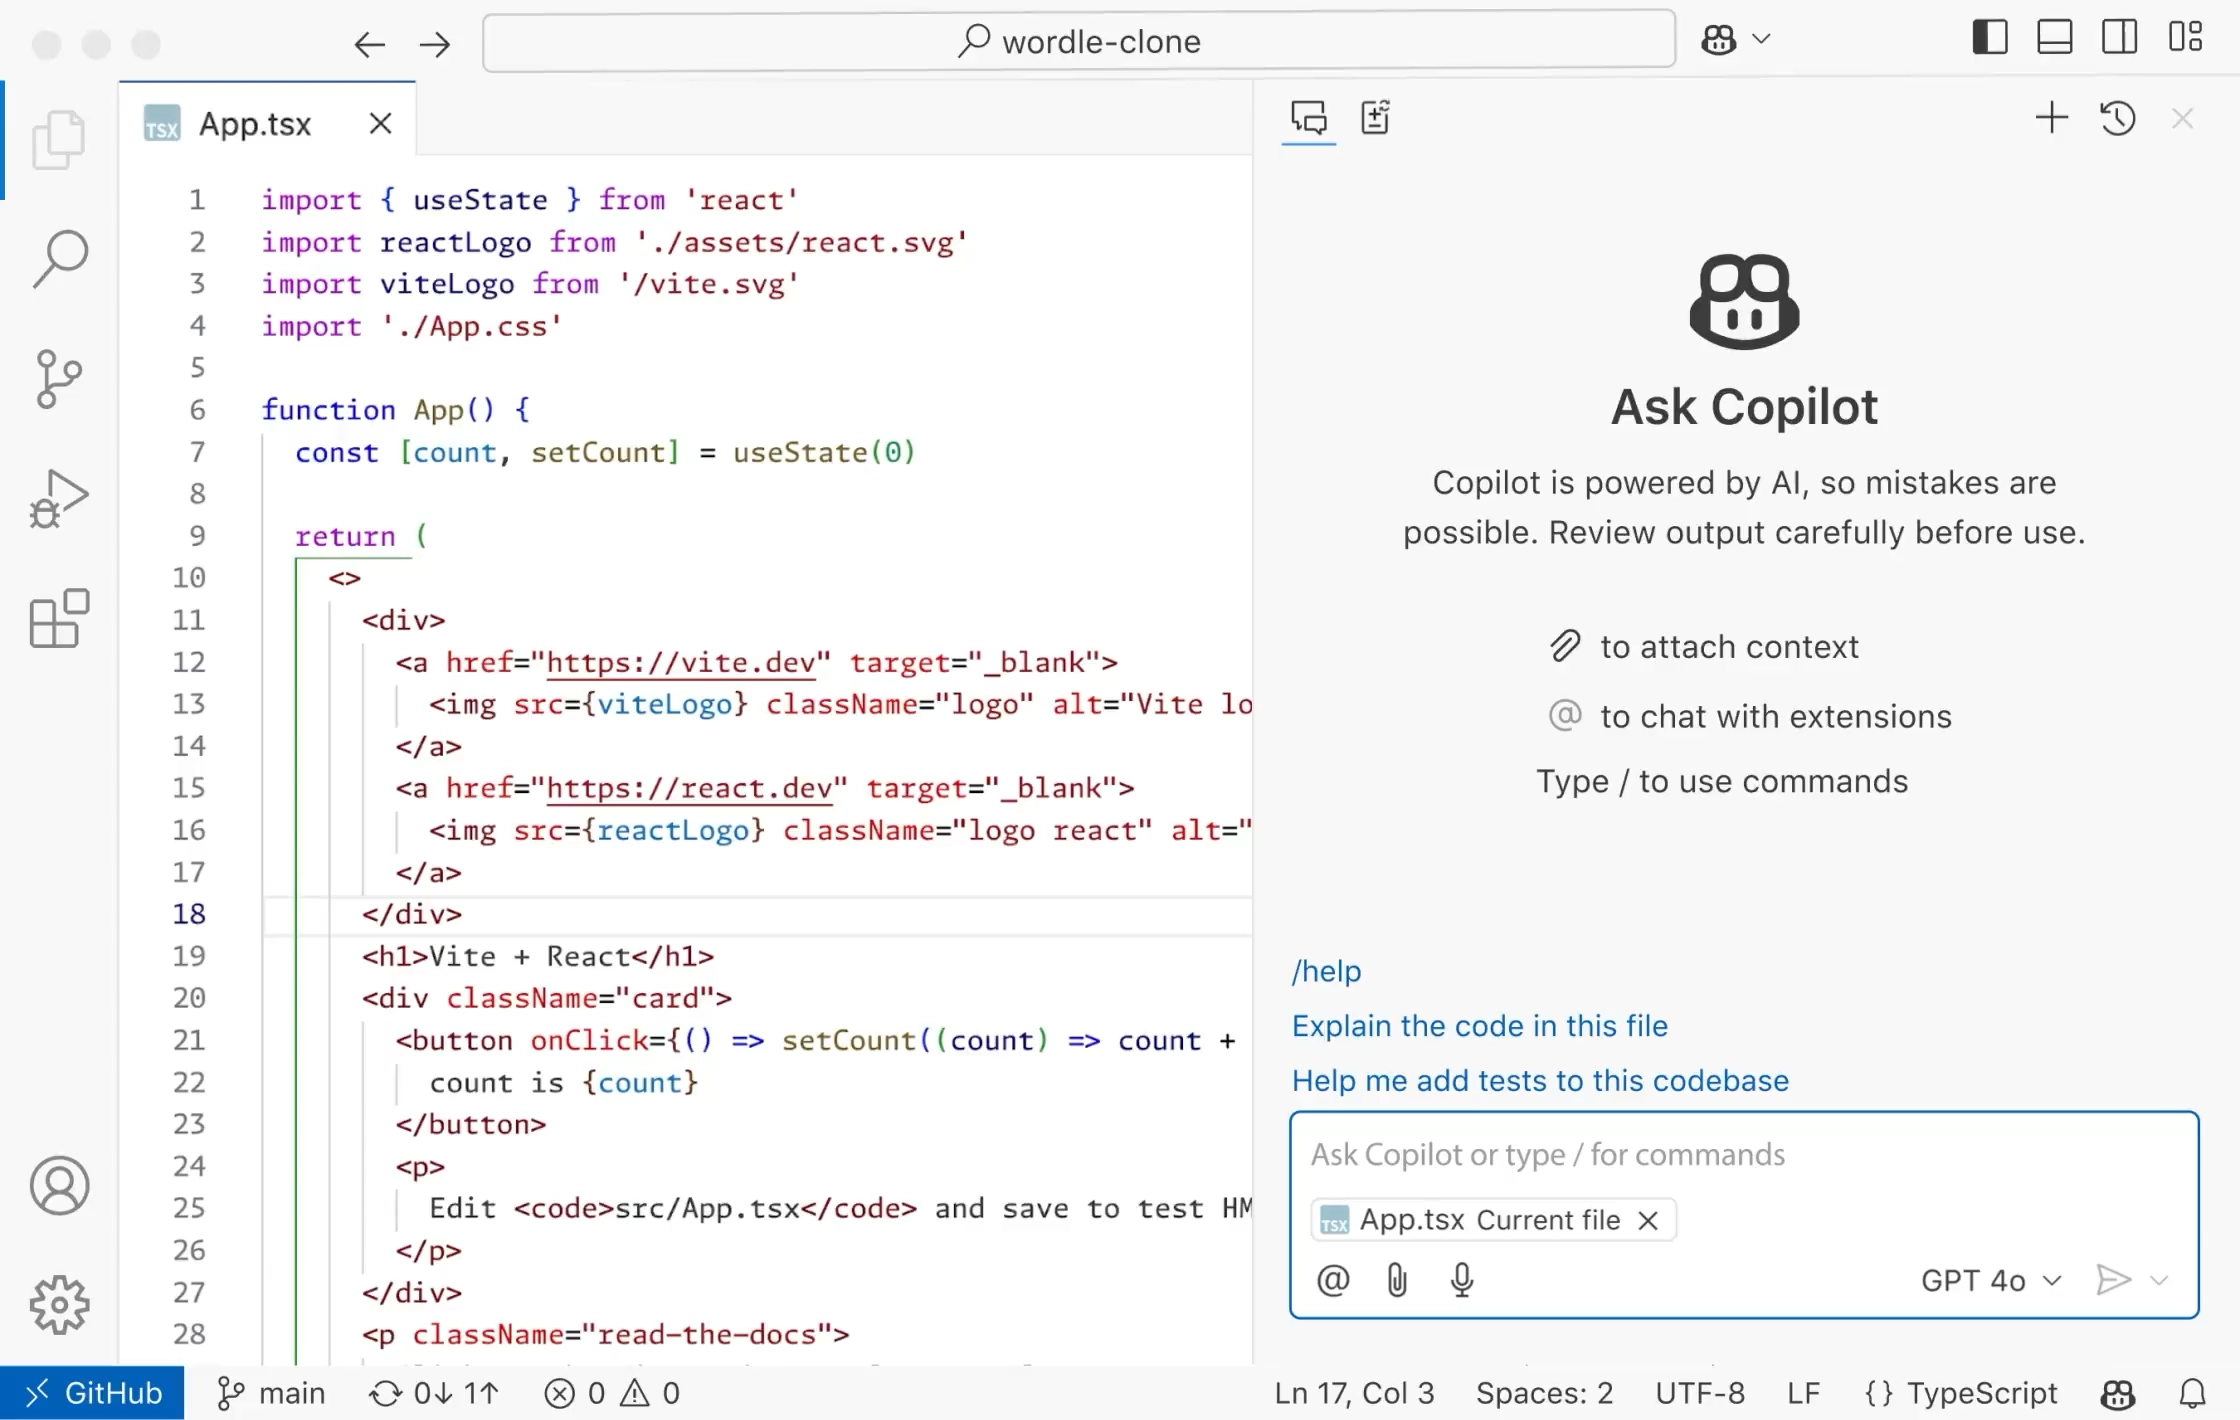 wordle-clone
TSX App.tsx
1 import { useState } from 'react'
2 import reactLogo from './assets/react.svg'
3 import viteLogo from '/vite.svg'
4 import './App.css'
5
6 function App() {
7 const [count, setCount] = useState(0)
8
9 return (
10 <>
11 <div>
12 <a href="https://vite.dev" target="_blank">
13 <img src={viteLogo} className="logo" alt="Vite lo
14 </a>
15 <a href="https://react.dev" target="_blank">
16 <img src={reactLogo} className="logo react" alt="
17 </a>
18 </div>
19 <h1>Vite + React</h1>
20 <div className="card">
21 <button onClick={() => setCount((count) => count +
22 count is {count}
23 </button>
24 <p>
25 Edit <code>src/App.tsx</code> and save to test HM
26 </p>
27 </div>
28 <p className="read-the-docs">
Ask Copilot
Copilot is powered by AI, so mistakes are
possible. Review output carefully before use.
to attach context
@ to chat with extensions
Type / to use commands
/help
Explain the code in this file
Help me add tests to this codebase
Ask Copilot or type / for commands
TSX App.tsx Current file
@ GPT 4o
GitHub main 0↓ 1↑ 0 0 Ln 17, Col 3 Spaces: 2 UTF-8 LF {} TypeScript